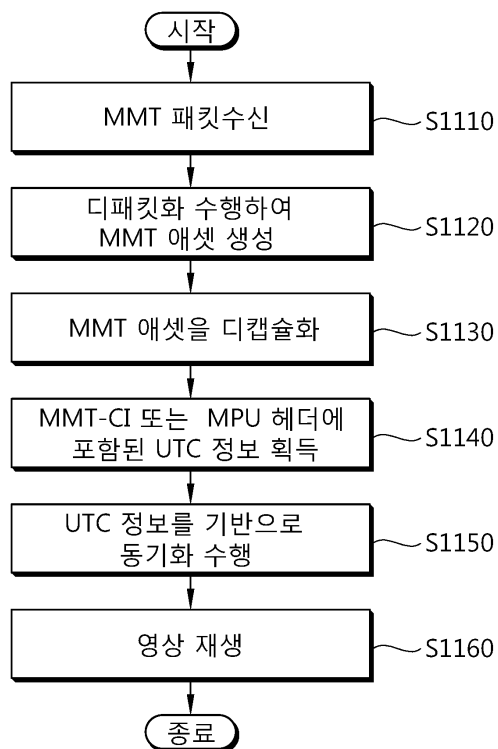 시작
MMT 패킷수신
S1110
디패킷화 수행하여
MMT 애셋 생성
S1120
MMT 애셋을 디캡슐화
S1130
MMT-CI 또는 MPU 헤더에
포함된 UTC 정보 획득
S1140
UTC 정보를 기반으로
동기화 수행
S1150
영상 재생
S1160
종료